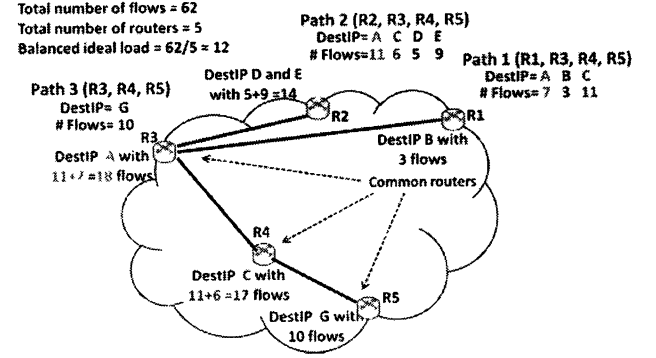 Total number of flows = 62
Total number of routers = 5
Balanced ideal load = 62/5 = 12
Path 2 (R2, R3, R4, R5)
DestIP= A C D E
# Flows=11 6 5 9
Path 1 (R1, R3, R4, R5)
DestIP= A B C
# Flows= 7 3 11
Path 3 (R3, R4, R5)
DestIP= G
# Flows= 10
DestIP D and E
with 5+9 =14
R2
R1
R3
DestIP A with
11+7 =18 flows
DestIP B with
3 flows
Common routers
R4
DestIP C with
11+6 =17 flows
R5
DestIP G with
10 flows